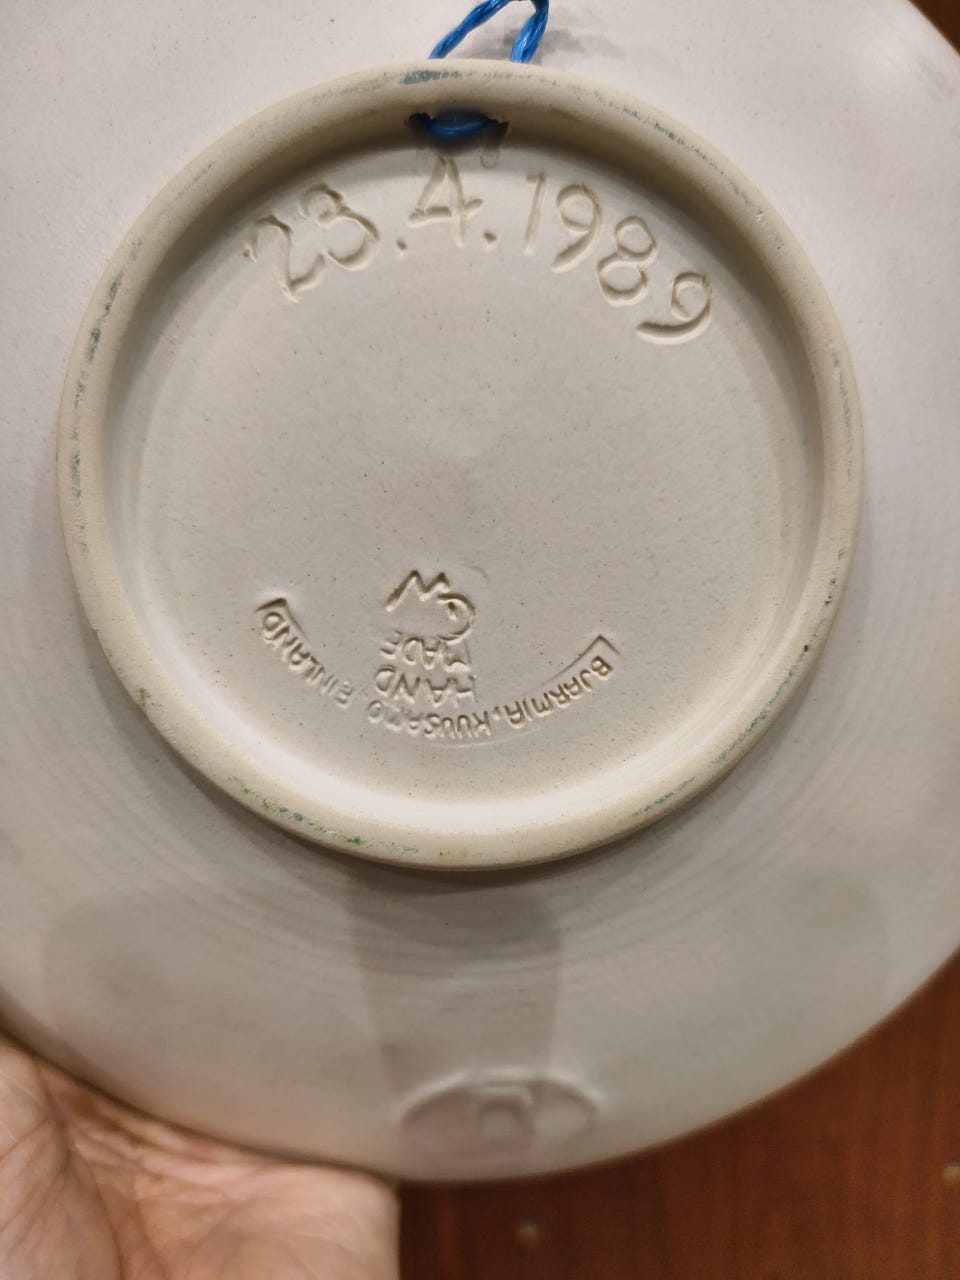 23.4.1989
BJARMIA, KUUSAMO FINLAND
HAND
MADE